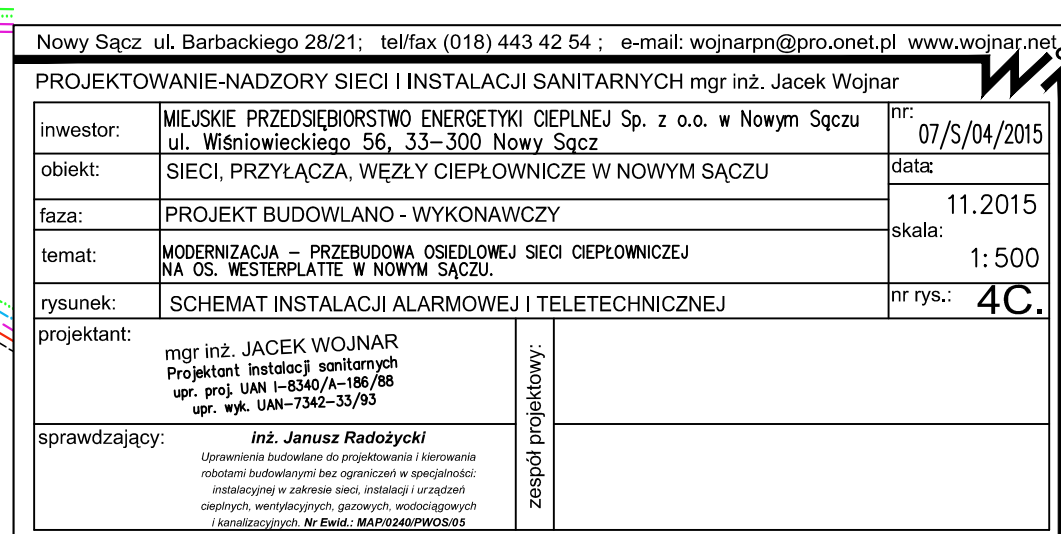 Nowy Sącz ul. Barbackiego 28/21; tel/fax (018) 443 42 54 ; e-mail: wojnarpn@pro.onet.pl www.wojnar.net
PROJEKTOWANIE-NADZORY SIECI I INSTALACJI SANITARNYCH mgr inż. Jacek Wojnar
inwestor:
MIEJSKIE PRZEDSIĘBIORSTWO ENERGETYKI CIEPLNEJ Sp. z o.o. w Nowym Sączu
ul. Wiśniowieckiego 56, 33-300 Nowy Sącz
nr:
07/S/04/2015
obiekt:
SIECI, PRZYŁĄCZA, WĘZŁY CIEPŁOWNICZE W NOWYM SĄCZU
data:
11.2015
faza:
PROJEKT BUDOWLANO - WYKONAWCZY
skala:
1:500
temat:
MODERNIZACJA – PRZEBUDOWA OSIEDLOWEJ SIECI CIEPŁOWNICZEJ
NA OS. WESTERPLATTE W NOWYM SĄCZU.
rysunek:
SCHEMAT INSTALACJI ALARMOWEJ I TELETECHNICZNEJ
nr rys.:
4C.
projektant:
mgr inż. JACEK WOJNAR
Projektant instalacji sanitarnych
upr. proj. UAN I-8340/A-186/88
upr. wyk. UAN-7342-33/93
zespół projektowy:
sprawdzający:
inż. Janusz Radożycki
Uprawnienia budowlane do projektowania i kierowania
robotami budowlanymi bez ograniczeń w specjalności:
instalacyjnej w zakresie sieci, instalacji i urządzeń
cieplnych, wentylacyjnych, gazowych, wodociągowych
i kanalizacyjnych. Nr Ewid.: MAP/0240/PWOS/05